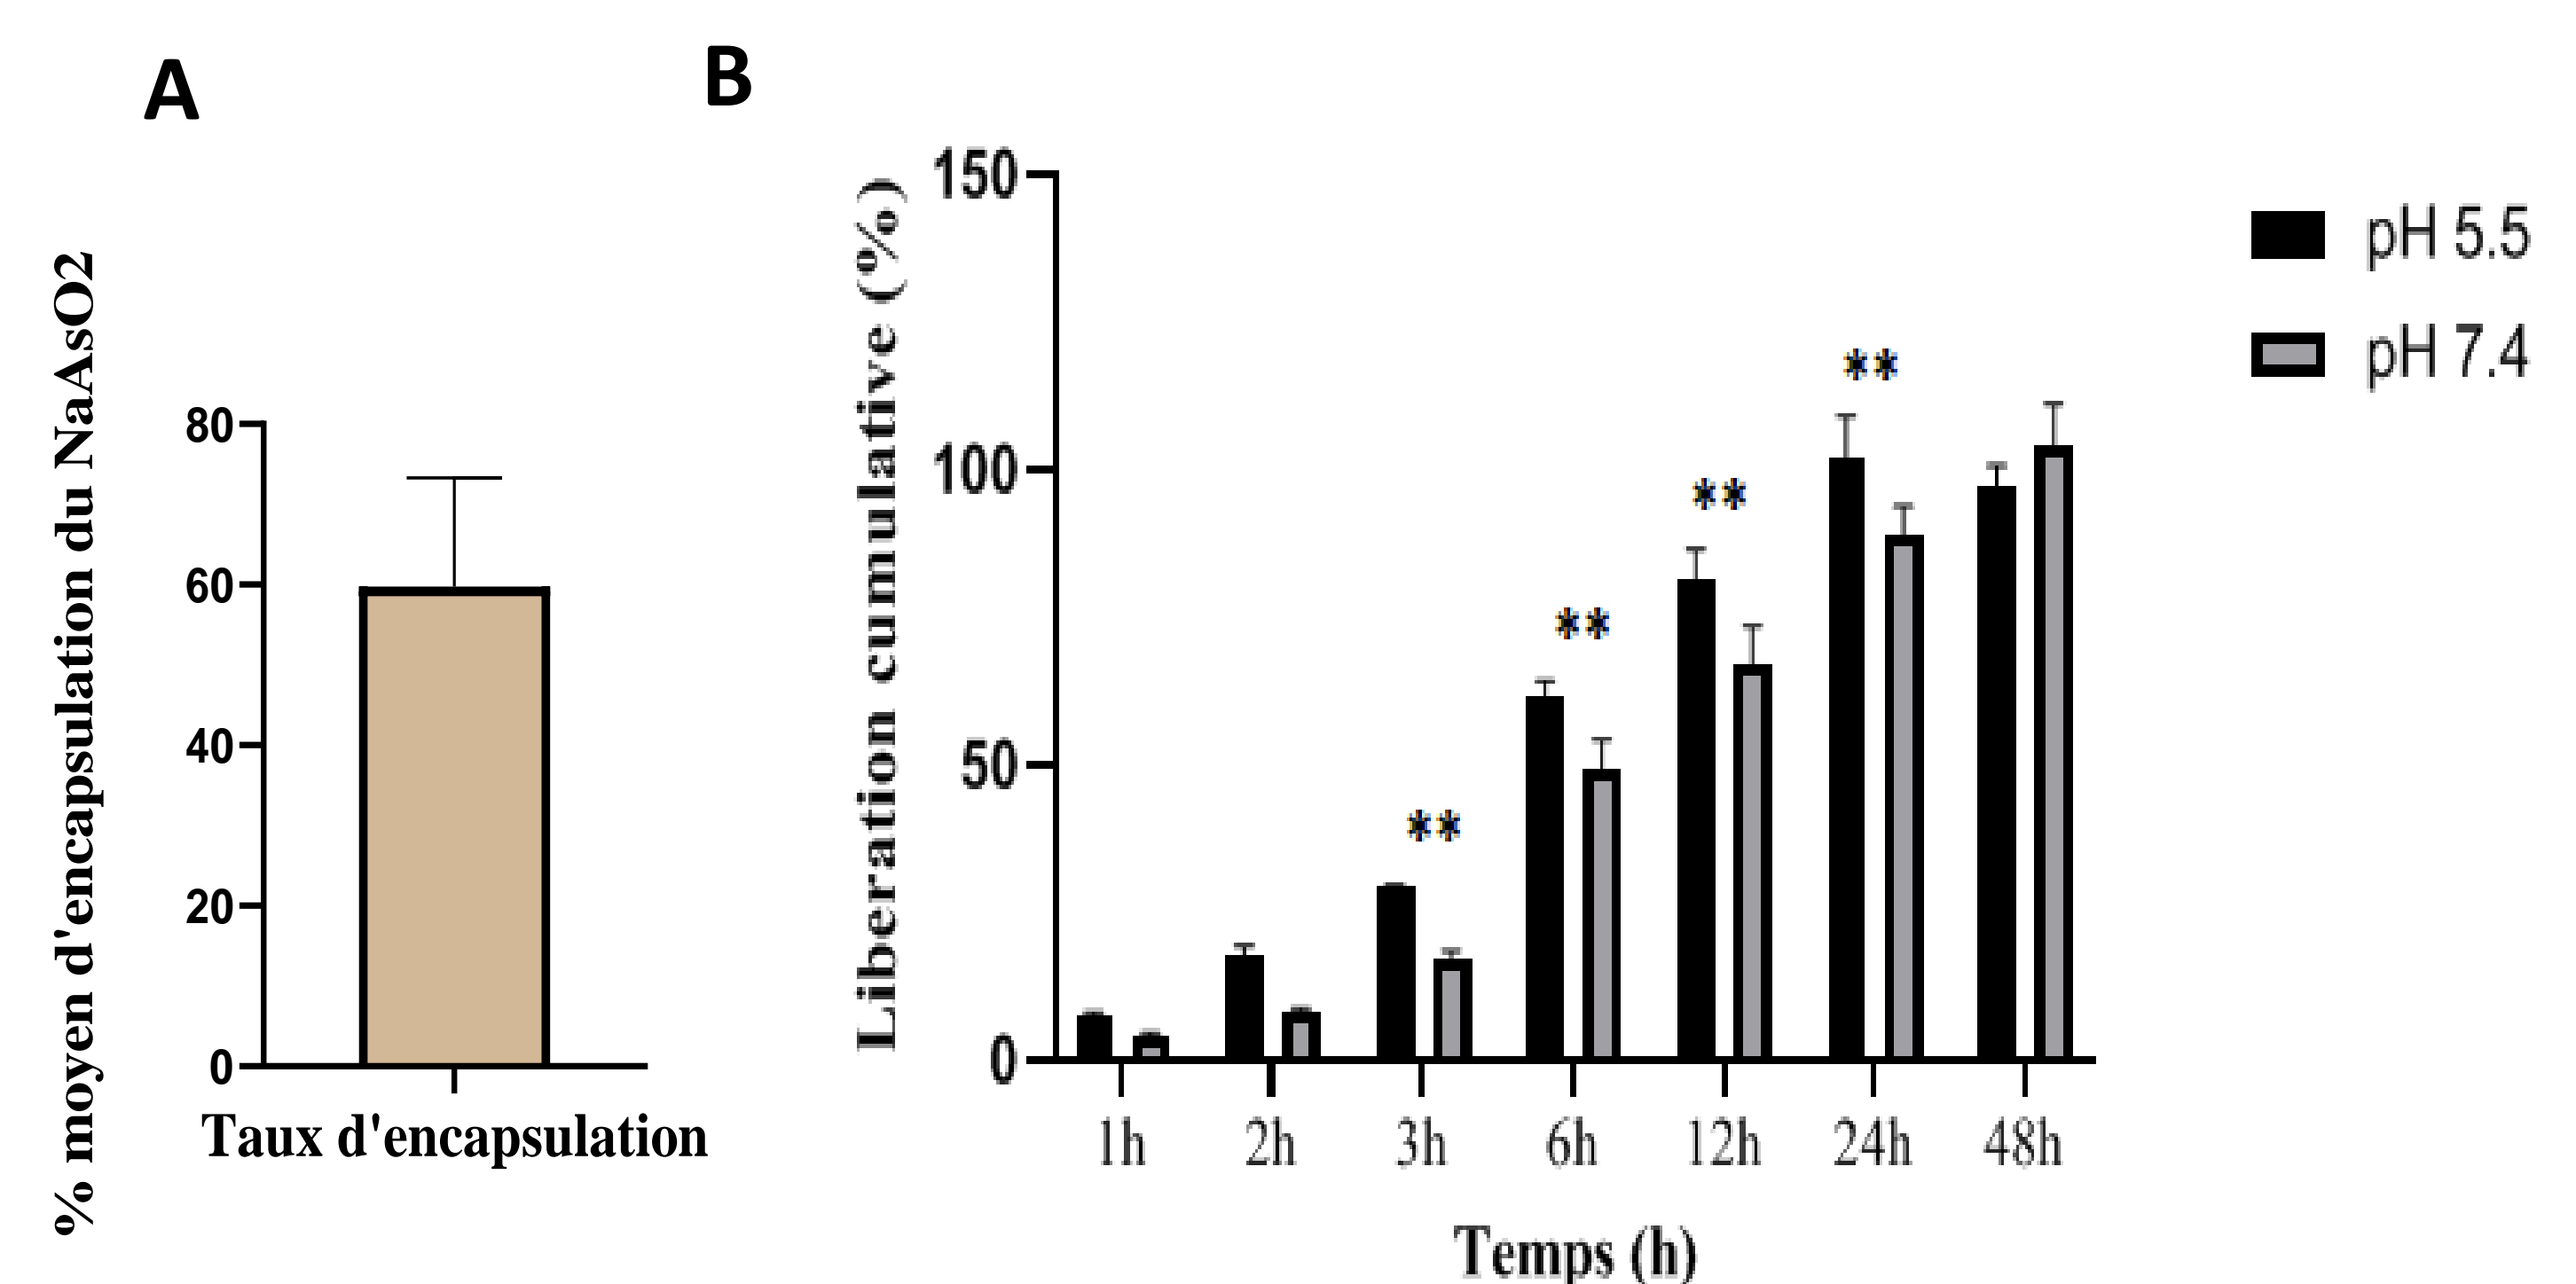 A
% moyen d'encapsulation du NaAsO2
80
60
40
20
0
Taux d'encapsulation
B
Liberation cumulative (%)
150
100
50
0
**
**
**
**
1h 2h 3h 6h 12h 24h 48h
Temps (h)
pH 5.5
pH 7.4